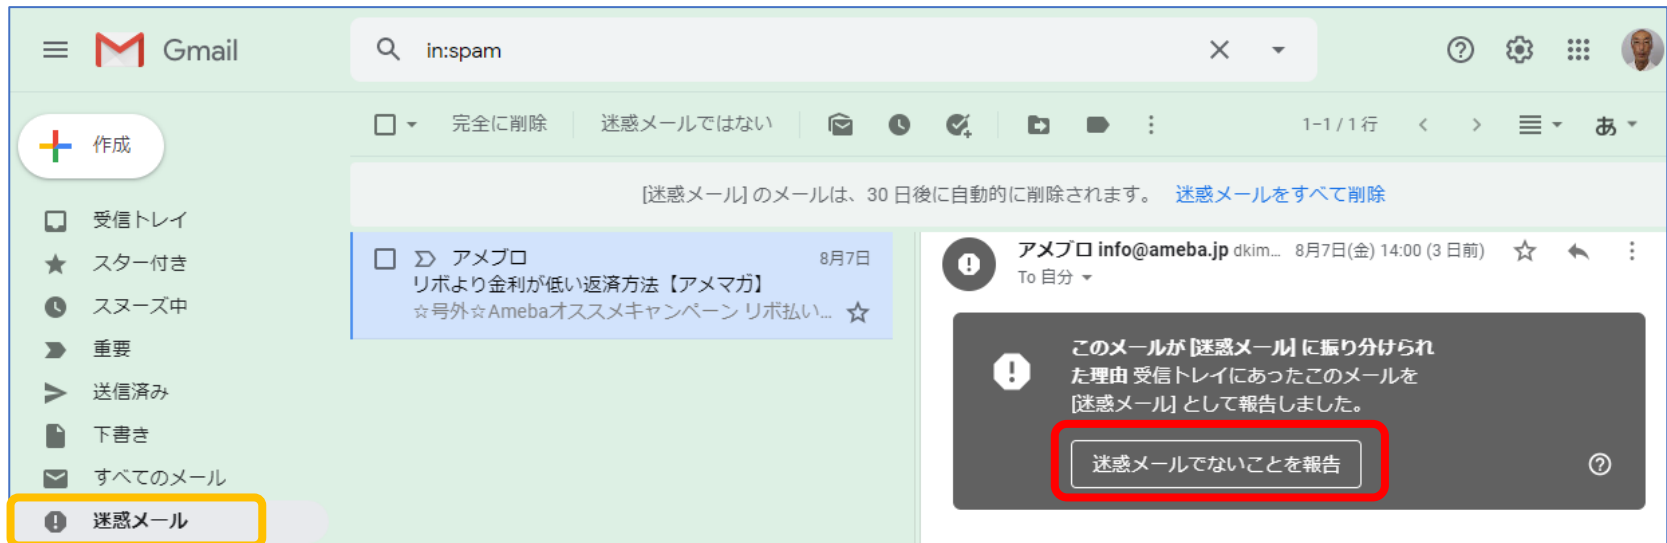 Gmail
in:spam
作成
受信トレイ
スター付き
スヌーズ中
重要
送信済み
下書き
すべてのメール
迷惑メール
完全に削除
迷惑メールではない
1-1 / 1 行
あ
[迷惑メール] のメールは、30 日後に自動的に削除されます。 迷惑メールをすべて削除
アメブロ 8月7日
リボより金利が低い返済方法【アメマガ】
☆号外☆Amebaオススメキャンペーン リボ払い...
アメブロ info@ameba.jp dkim... 8月7日(金) 14:00 (3 日前)
To 自分
このメールが [迷惑メール] に振り分けられ
た理由 受信トレイにあったこのメールを
[迷惑メール] として報告しました。
迷惑メールでないことを報告